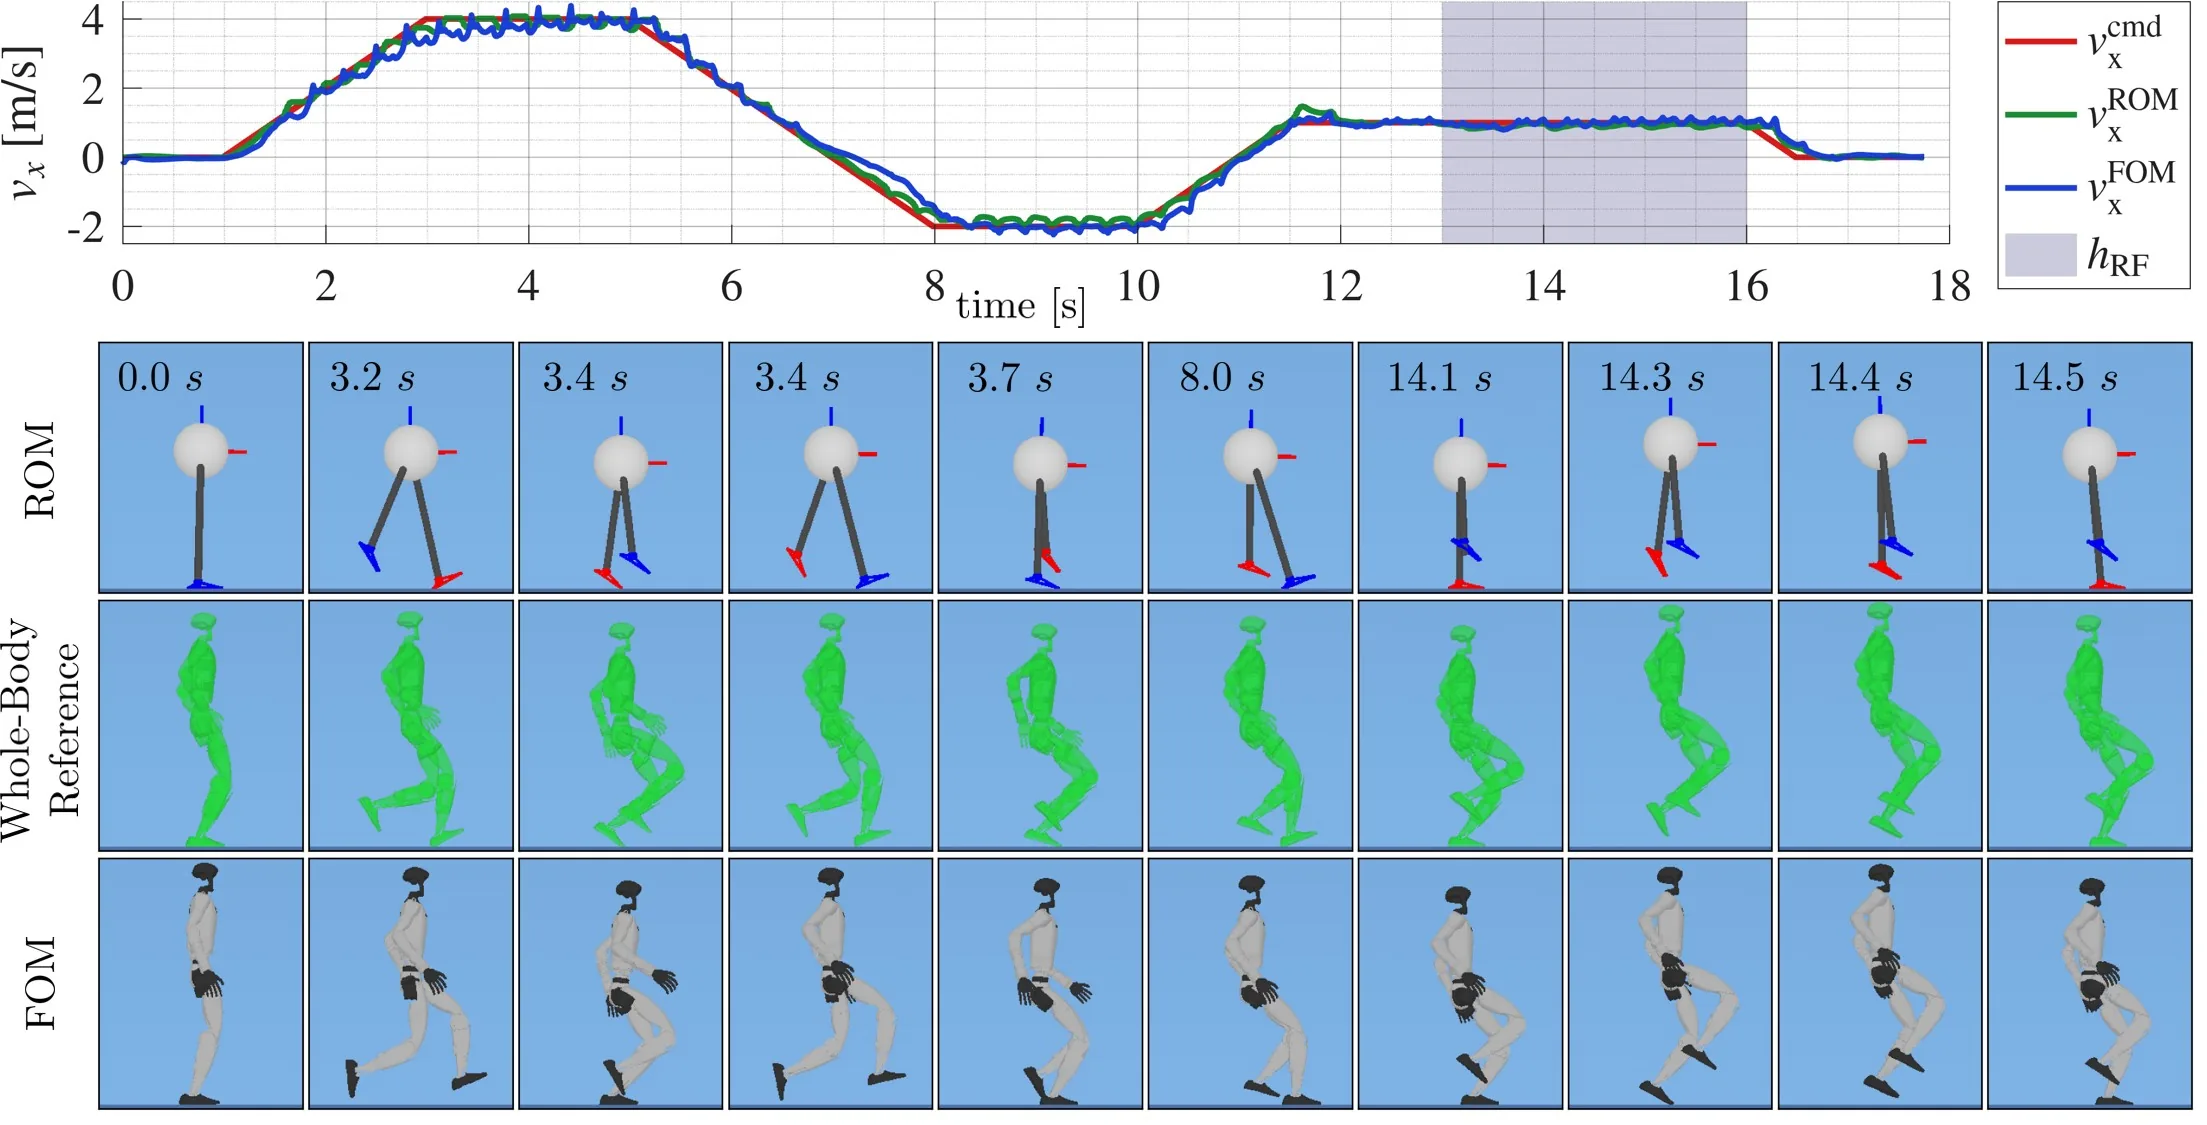 v_x [m/s]
4
2
0
-2
0 2 4 6 8 10 12 14 16 18
time [s]
v_x^cmd
v_x^ROM
v_x^FOM
h_RF
ROM
0.0 s 3.2 s 3.4 s 3.4 s 3.7 s 8.0 s 14.1 s 14.3 s 14.4 s 14.5 s
Whole-Body
Reference
FOM